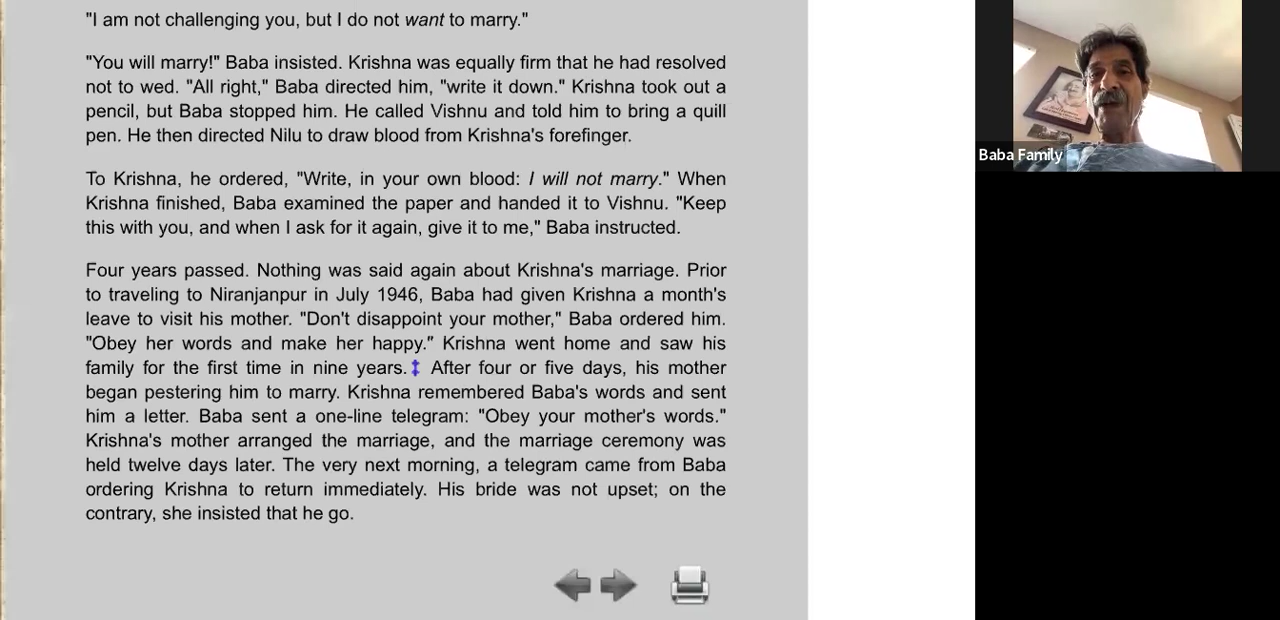 "I am not challenging you, but I do not want to marry."
"You will marry!" Baba insisted. Krishna was equally firm that he had resolved
not to wed. "All right," Baba directed him, "write it down." Krishna took out a
pencil, but Baba stopped him. He called Vishnu and told him to bring a quill
pen. He then directed Nilu to draw blood from Krishna's forefinger.
To Krishna, he ordered, "Write, in your own blood: I will not marry." When
Krishna finished, Baba examined the paper and handed it to Vishnu. "Keep
this with you, and when I ask for it again, give it to me," Baba instructed.
Four years passed. Nothing was said again about Krishna's marriage. Prior
to traveling to Niranjanpur in July 1946, Baba had given Krishna a month's
leave to visit his mother. "Don't disappoint your mother," Baba ordered him.
"Obey her words and make her happy." Krishna went home and saw his
family for the first time in nine years.‡ After four or five days, his mother
began pestering him to marry. Krishna remembered Baba's words and sent
him a letter. Baba sent a one-line telegram: "Obey your mother's words."
Krishna's mother arranged the marriage, and the marriage ceremony was
held twelve days later. The very next morning, a telegram came from Baba
ordering Krishna to return immediately. His bride was not upset; on the
contrary, she insisted that he go.
Baba Family